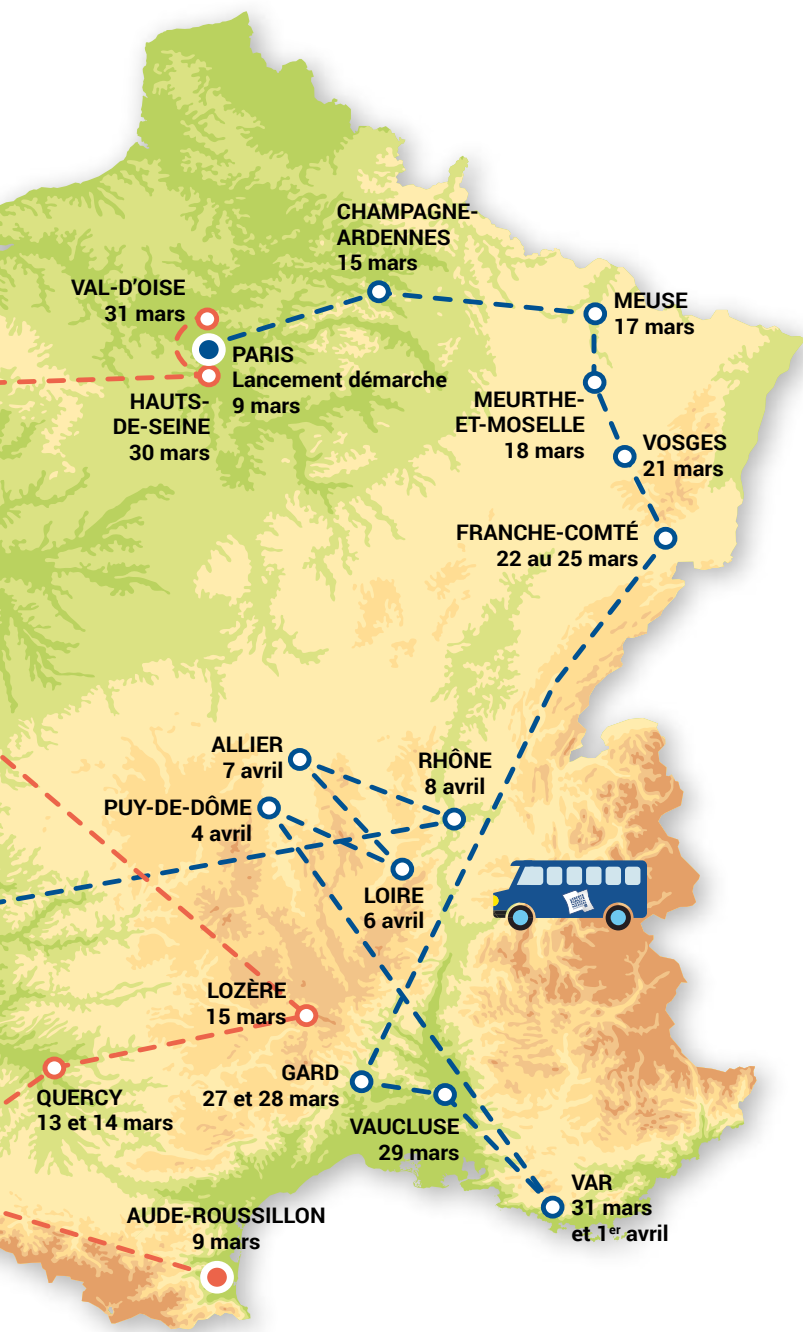 CHAMPAGNE-
ARDENNES
15 mars
VAL-D'OISE
31 mars
MEUSE
17 mars
PARIS
Lancement démarche
9 mars
HAUTS-
DE-SEINE
30 mars
MEURTHE-
ET-MOSELLE
18 mars
VOSGES
21 mars
FRANCHE-COMTÉ
22 au 25 mars
ALLIER
7 avril
RHÔNE
8 avril
PUY-DE-DÔME
4 avril
LOIRE
6 avril
LOZÈRE
15 mars
GARD
27 et 28 mars
QUERCY
13 et 14 mars
VAUCLUSE
29 mars
VAR
31 mars
et 1er avril
AUDE-ROUSSILLON
9 mars